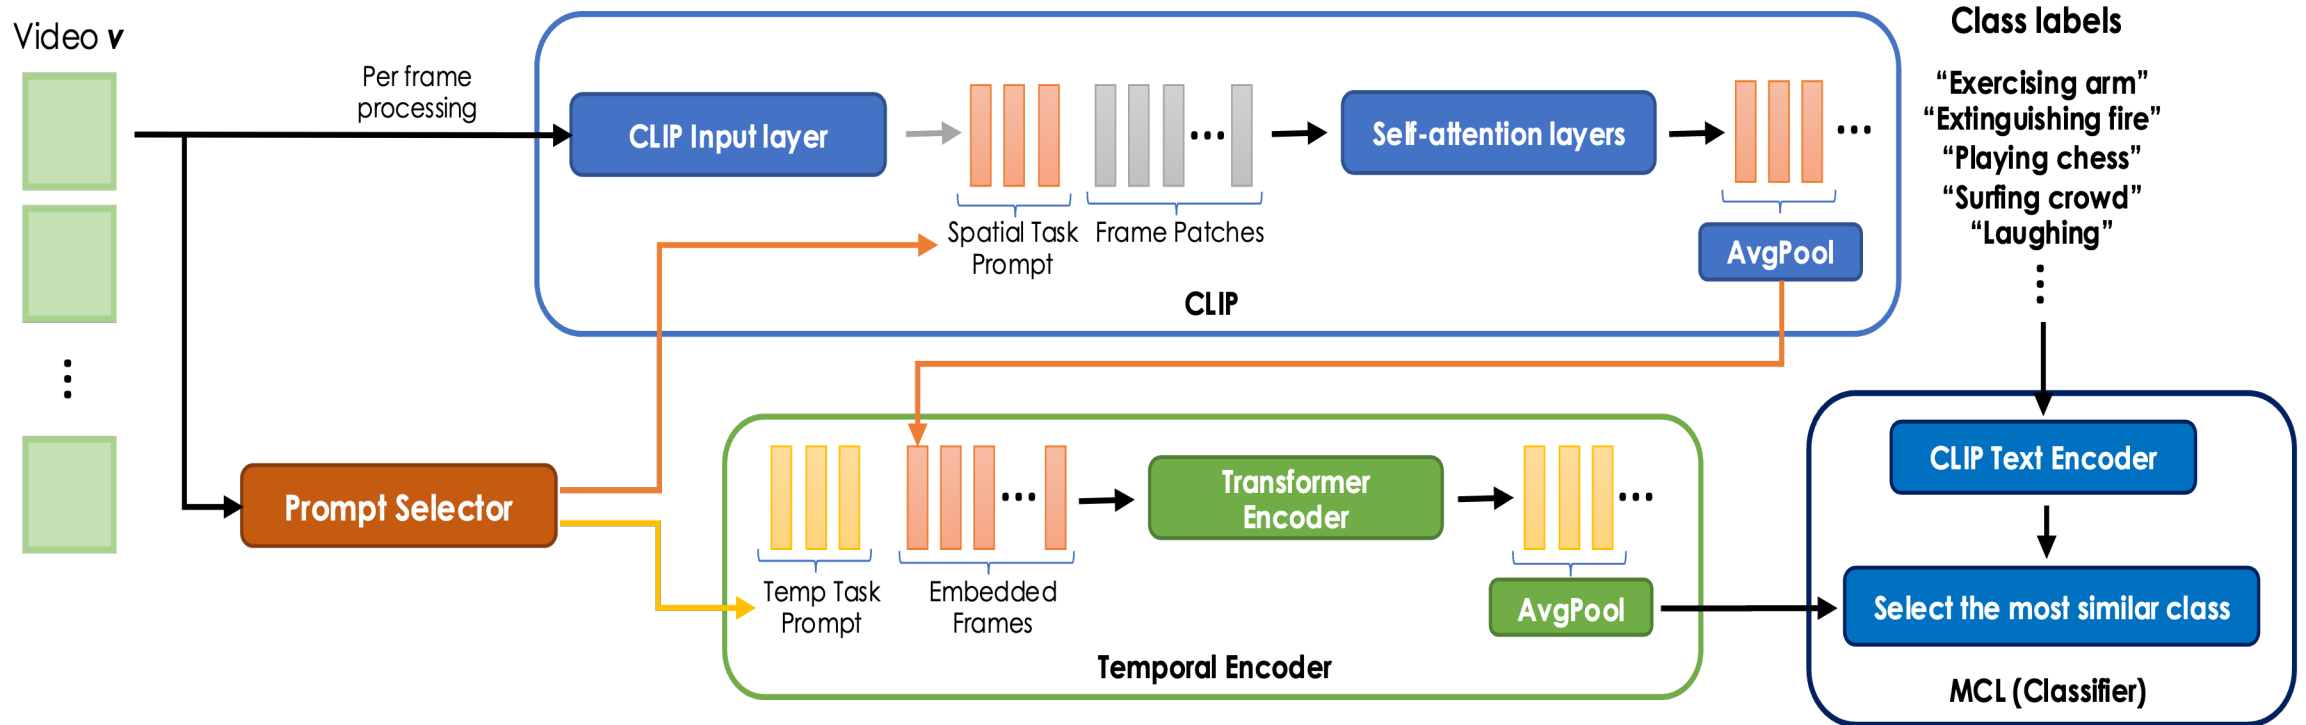 Video v
Per frame
processing
CLIP Input layer
Spatial Task
Prompt
Frame Patches
Self-attention layers
AvgPool
CLIP
Class labels
“Exercising arm”
“Extinguishing fire”
“Playing chess”
“Surfing crowd”
“Laughing”
Prompt Selector
Temp Task
Prompt
Embedded
Frames
Transformer
Encoder
AvgPool
Temporal Encoder
CLIP Text Encoder
Select the most similar class
MCL (Classifier)